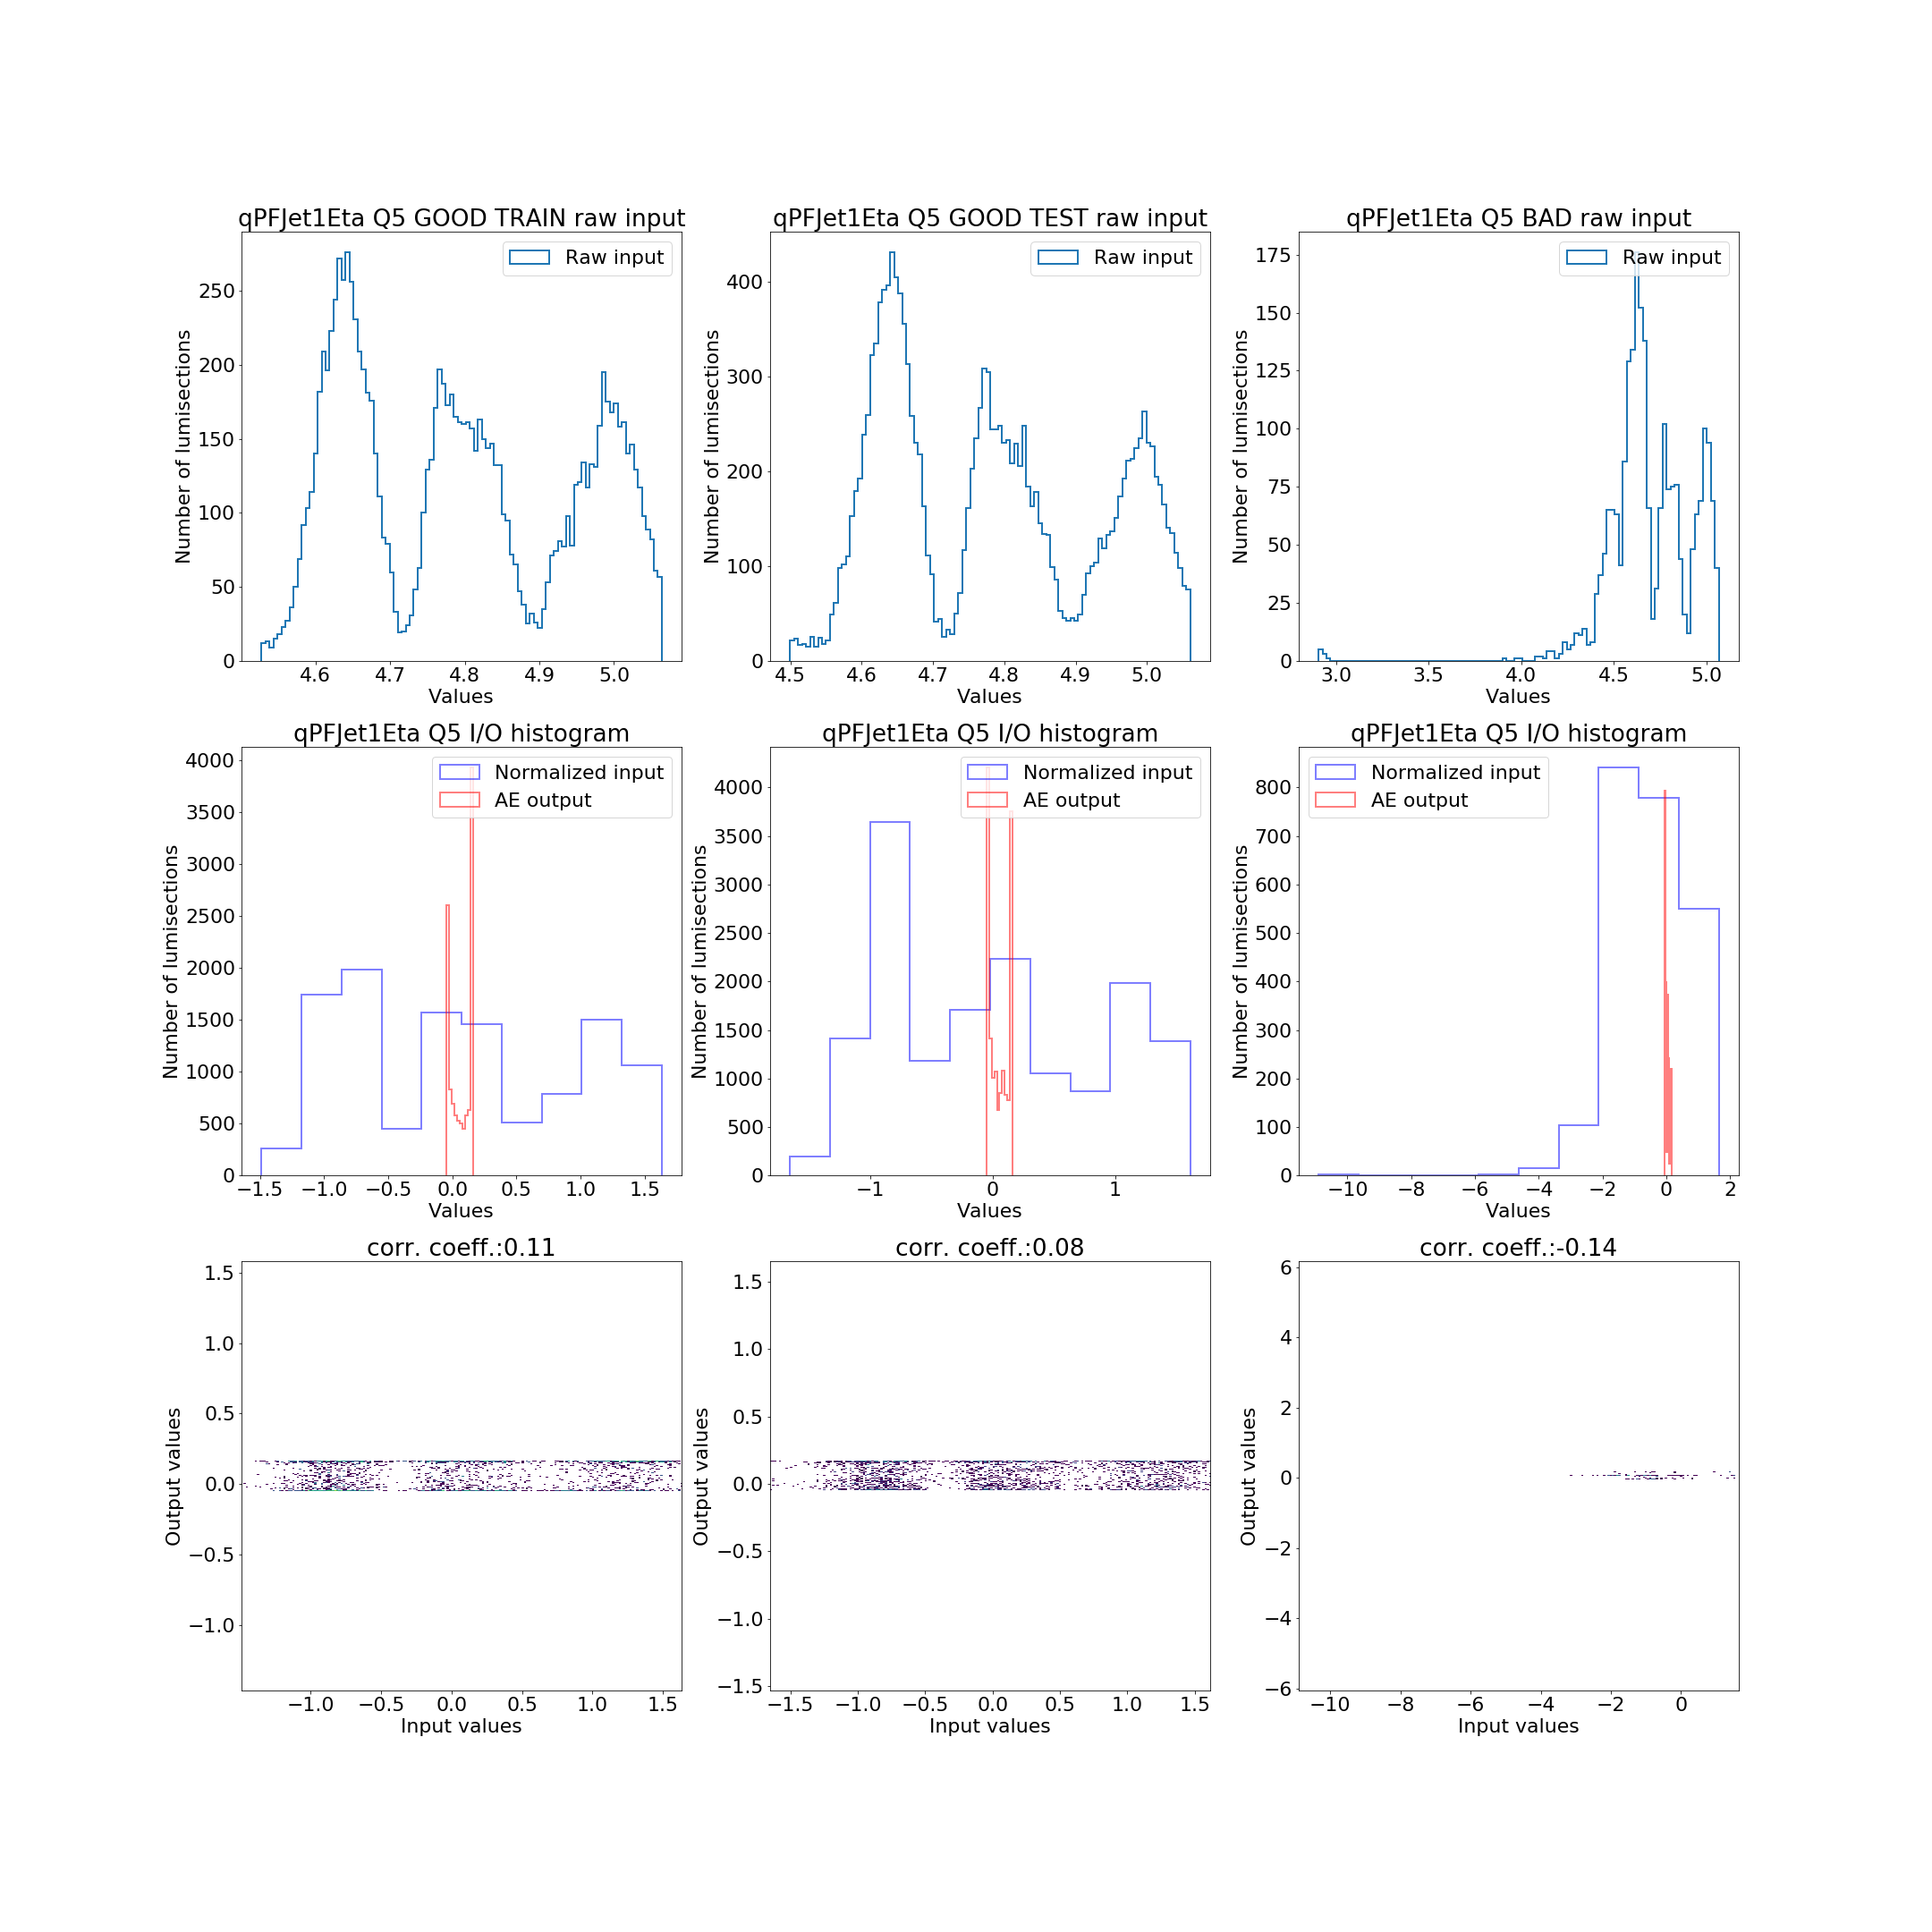 qPFJet1Eta Q5 GOOD TRAIN raw input
Raw input
Number of lumisections
250
200
150
100
50
0
4.6 4.7 4.8 4.9 5.0
Values
qPFJet1Eta Q5 GOOD TEST raw input
Raw input
Number of lumisections
400
300
200
100
0
4.5 4.6 4.7 4.8 4.9 5.0
Values
qPFJet1Eta Q5 BAD raw input
Raw input
Number of lumisections
175
150
125
100
75
50
25
0
3.0 3.5 4.0 4.5 5.0
Values
qPFJet1Eta Q5 I/O histogram
Normalized input
AE output
Number of lumisections
4000
3500
3000
2500
2000
1500
1000
500
0
−1.5 −1.0 −0.5 0.0 0.5 1.0 1.5
Values
qPFJet1Eta Q5 I/O histogram
Normalized input
AE output
Number of lumisections
4000
3500
3000
2500
2000
1500
1000
500
0
−1 0 1
Values
qPFJet1Eta Q5 I/O histogram
Normalized input
AE output
Number of lumisections
800
700
600
500
400
300
200
100
0
−10 −8 −6 −4 −2 0 2
Values
corr. coeff.:0.11
Output values
1.5
1.0
0.5
0.0
−0.5
−1.0
−1.0 −0.5 0.0 0.5 1.0 1.5
Input values
corr. coeff.:0.08
Output values
1.5
1.0
0.5
0.0
−0.5
−1.0
−1.5
−1.5 −1.0 −0.5 0.0 0.5 1.0 1.5
Input values
corr. coeff.:-0.14
Output values
6
4
2
0
−2
−4
−6
−10 −8 −6 −4 −2 0
Input values